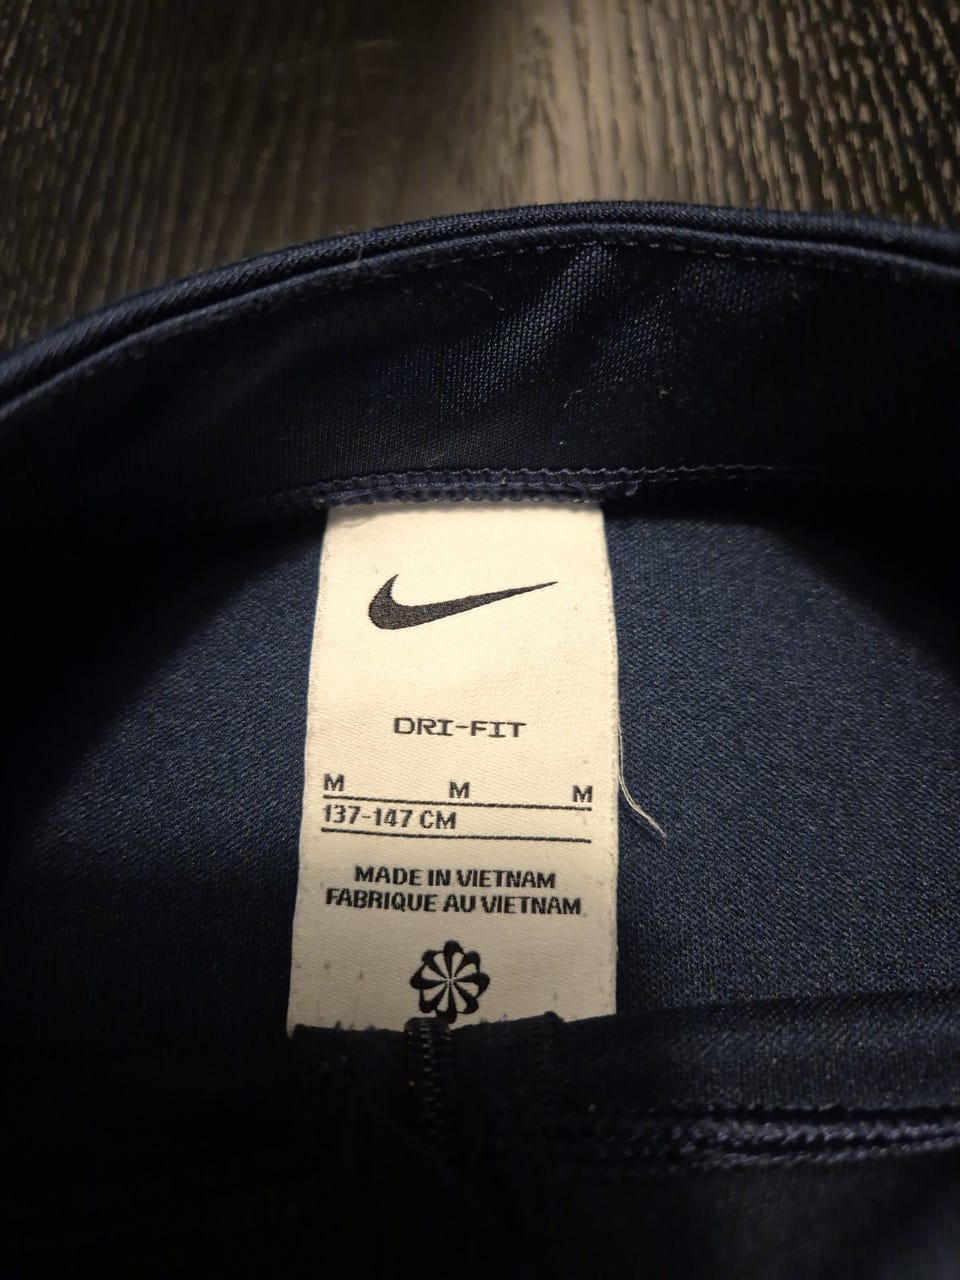 DRI-FIT
M M M
137-147 CM
MADE IN VIETNAM
FABRIQUE AU VIETNAM